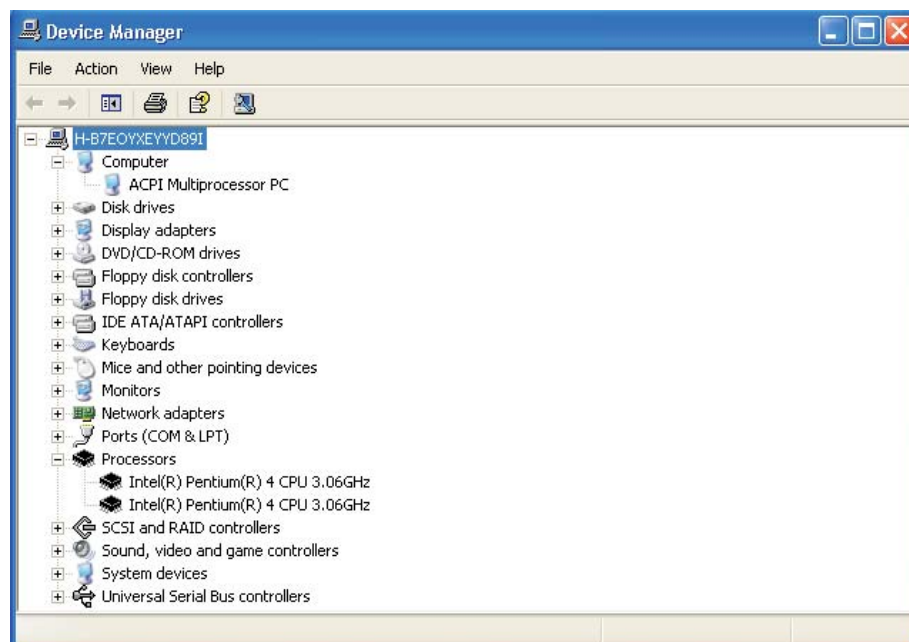 Device Manager
File Action View Help
H-B7EOYXEYYD89I
Computer
ACPI Multiprocessor PC
Disk drives
Display adapters
DVD/CD-ROM drives
Floppy disk controllers
Floppy disk drives
IDE ATA/ATAPI controllers
Keyboards
Mice and other pointing devices
Monitors
Network adapters
Ports (COM & LPT)
Processors
Intel(R) Pentium(R) 4 CPU 3.06GHz
Intel(R) Pentium(R) 4 CPU 3.06GHz
SCSI and RAID controllers
Sound, video and game controllers
System devices
Universal Serial Bus controllers